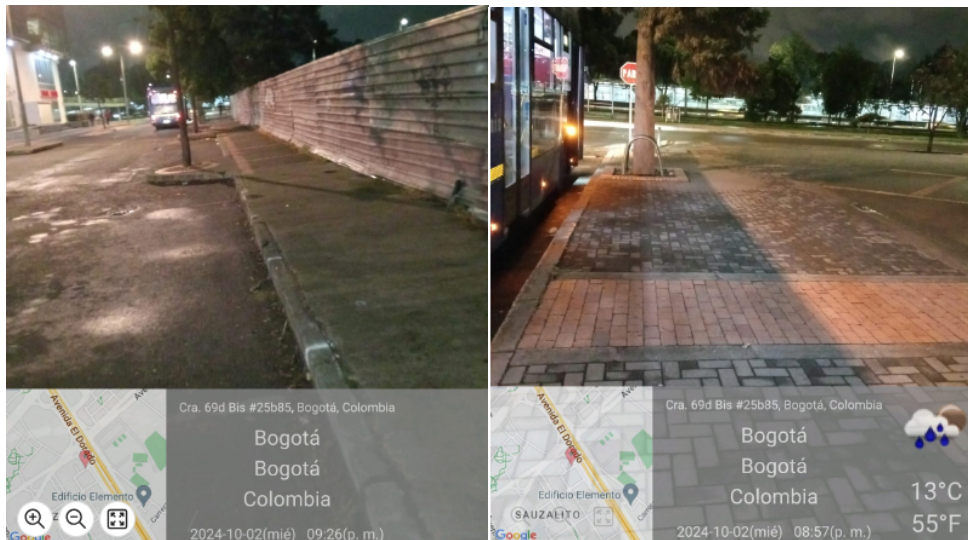 Cra. 69d Bis #25b85, Bogotá, Colombia
Bogotá
Bogotá
Colombia
2024-10-02(mié) 09:26(p. m.)
Avenida El Dorado
Edificio Elemento
Google
PARE
Cra. 69d Bis #25b85, Bogotá, Colombia
Bogotá
Bogotá
Colombia
2024-10-02(mié) 08:57(p. m.)
13°C
55°F
Avenida El Dorado
Edificio Elemento
SAUZALITO
Google